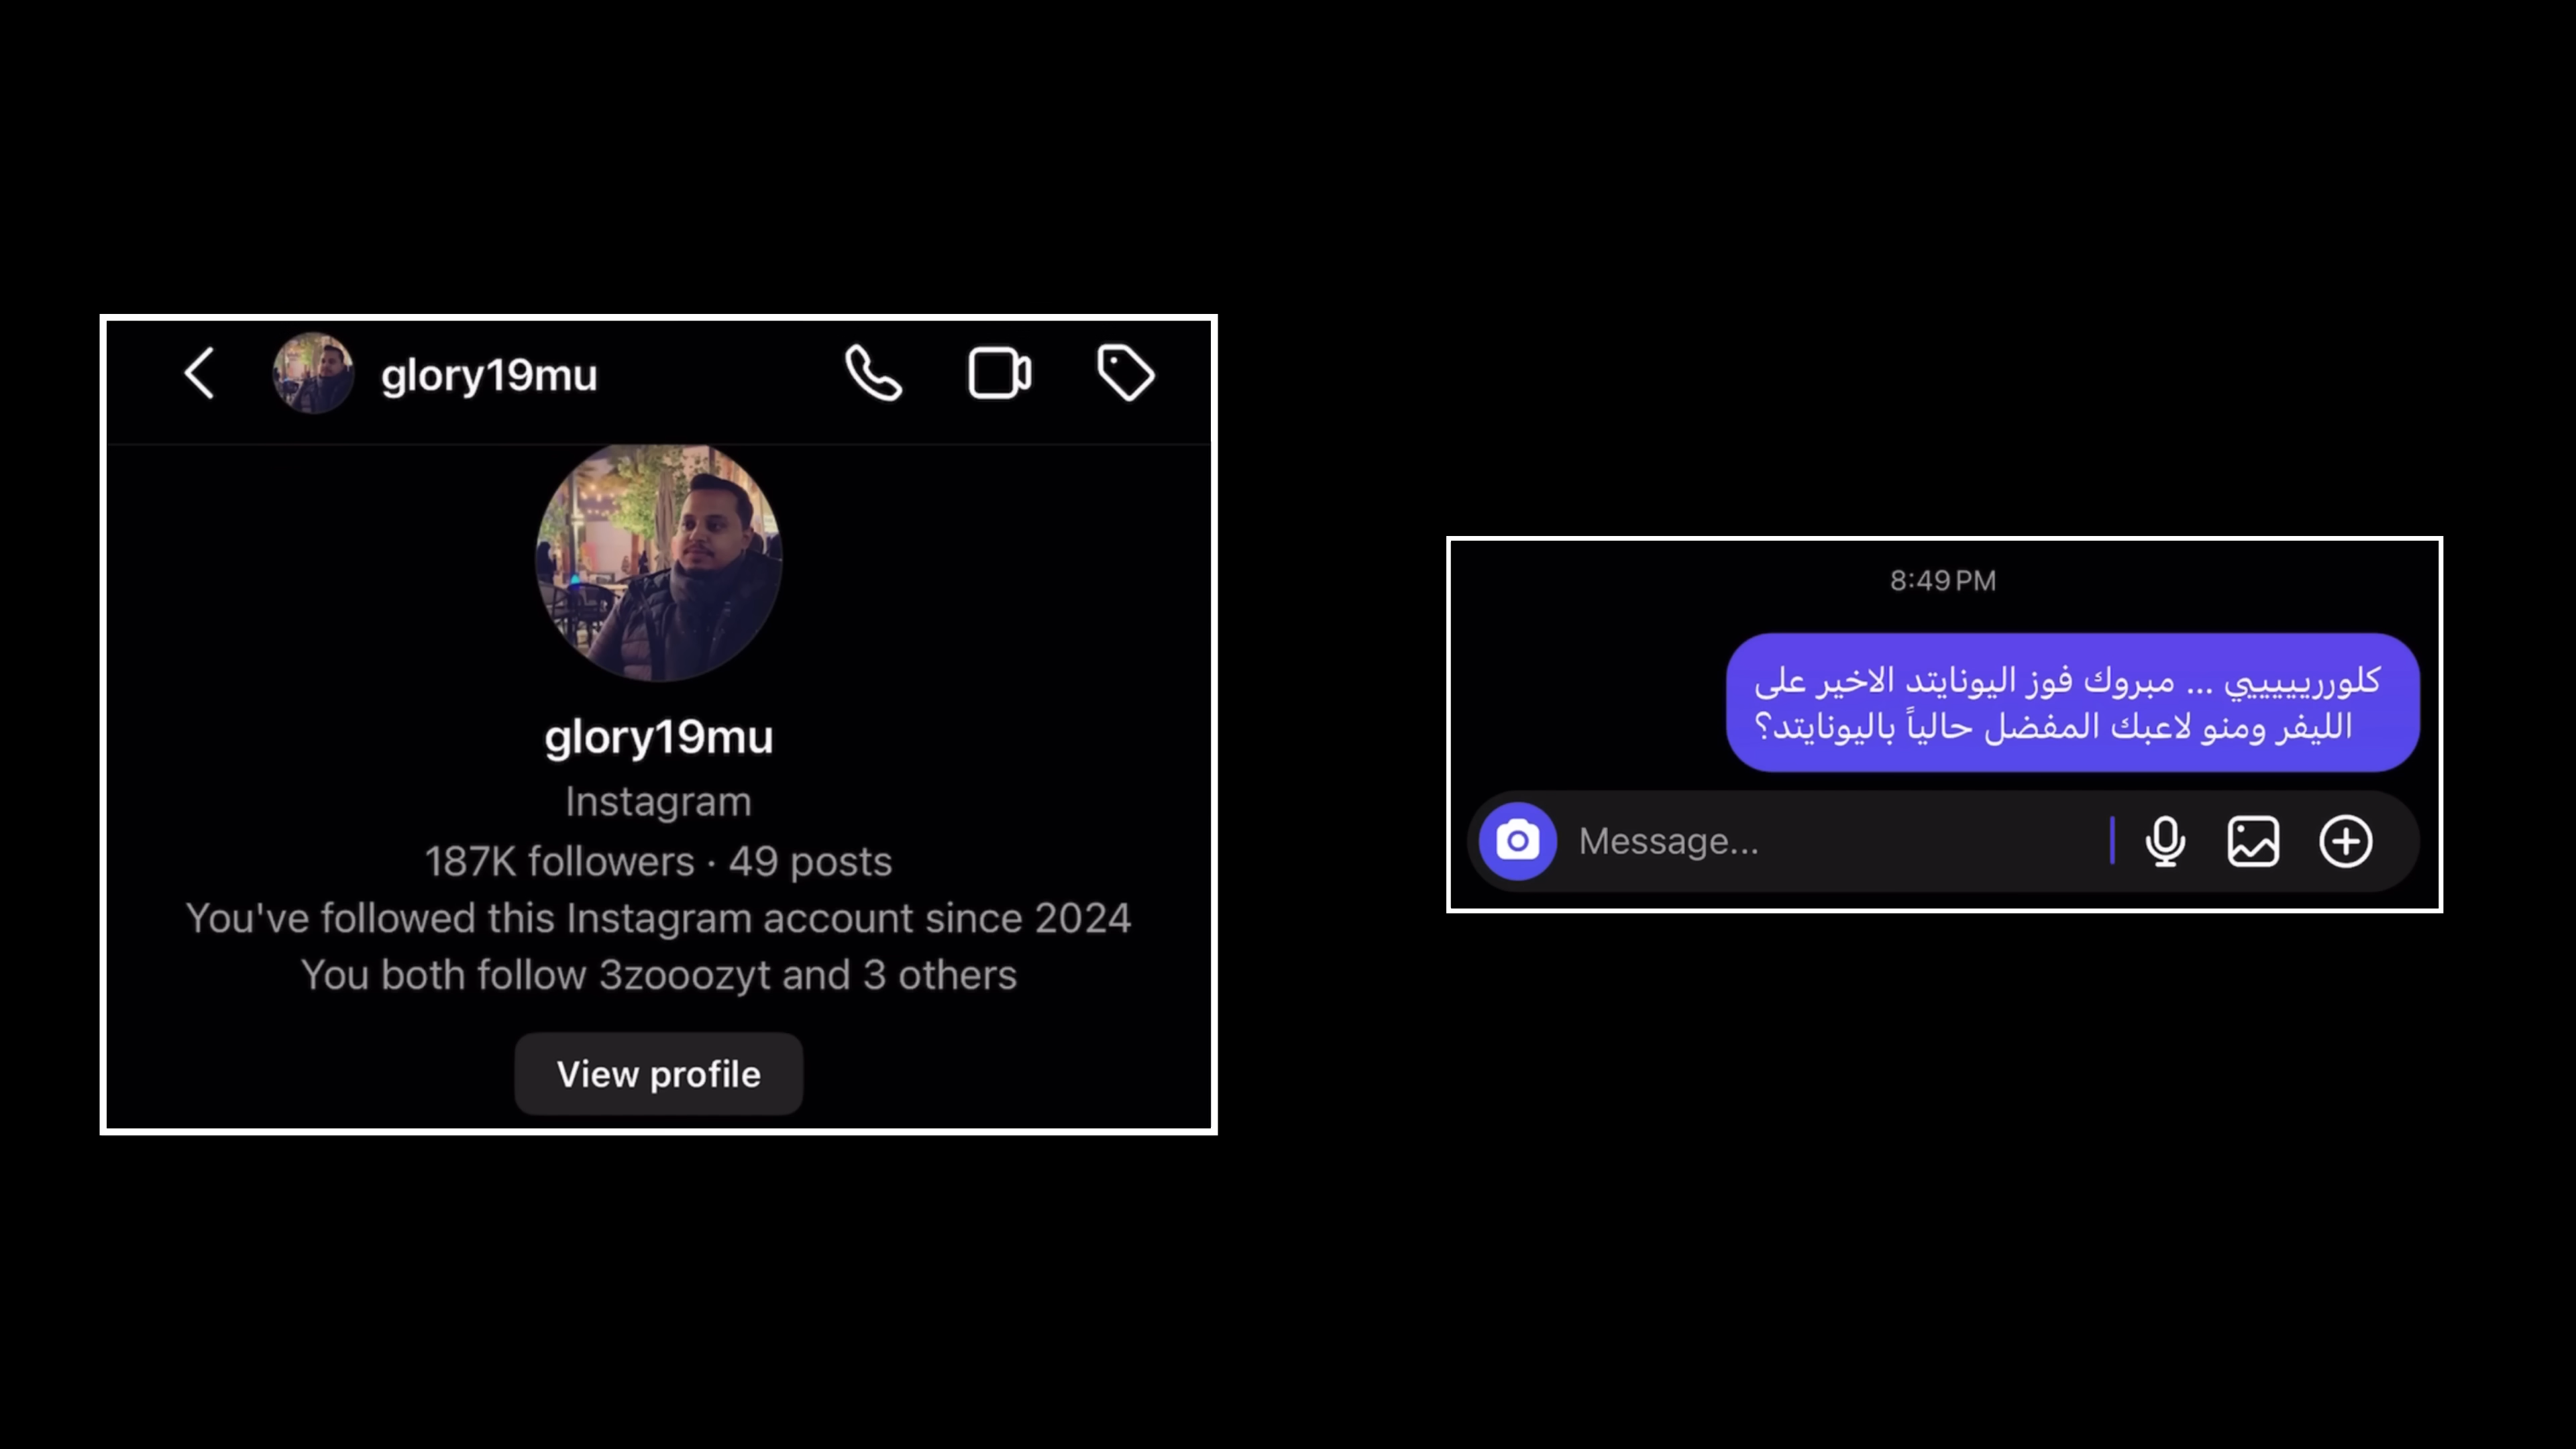 glory19mu
glory19mu
Instagram
187K followers · 49 posts
You've followed this Instagram account since 2024
You both follow 3zooozyt and 3 others
View profile
8:49 PM
كلورريييييي ... مبروك فوز اليونايتد الاخير على
الليفر ومنو لاعبك المفضل حالياً باليونايتد؟
Message...